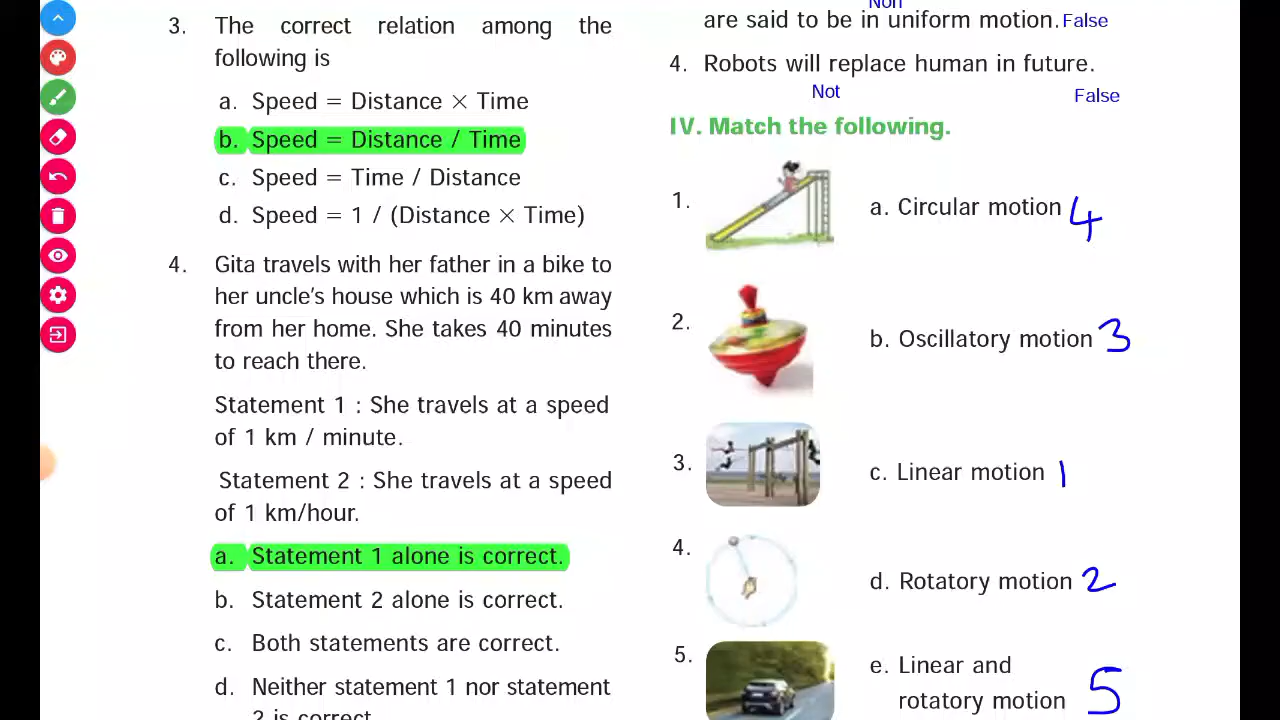 3. The correct relation among the
following is
a. Speed = Distance × Time
b. Speed = Distance / Time
c. Speed = Time / Distance
d. Speed = 1 / (Distance × Time)
4. Gita travels with her father in a bike to
her uncle's house which is 40 km away
from her home. She takes 40 minutes
to reach there.
Statement 1 : She travels at a speed
of 1 km / minute.
Statement 2 : She travels at a speed
of 1 km/hour.
a. Statement 1 alone is correct.
b. Statement 2 alone is correct.
c. Both statements are correct.
d. Neither statement 1 nor statement
2 is correct
Non
are said to be in uniform motion. False
4. Robots will replace human in future.
Not False
IV. Match the following.
1. a. Circular motion 4
2. b. Oscillatory motion 3
3. c. Linear motion 1
4. d. Rotatory motion 2
5. e. Linear and
rotatory motion 5